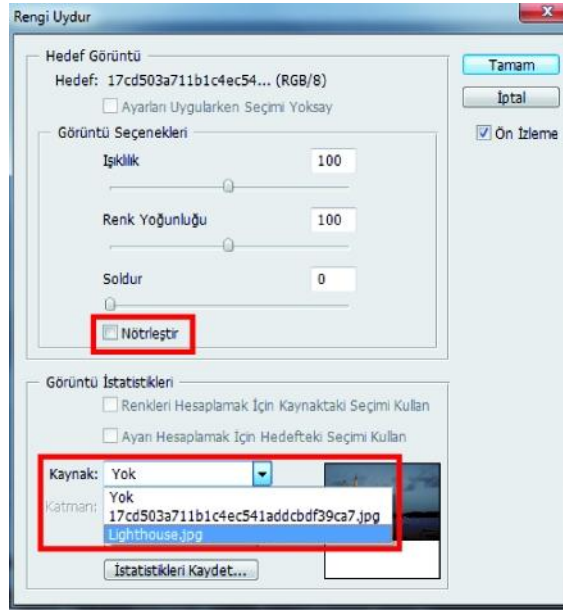 Rengi Uydur
Hedef Görüntü
Hedef: 17cd503a711b1c4ec54... (RGB/8)
Ayarları Uygularken Seçimi Yoksay
Görüntü Seçenekleri
Işıklılık 100
Renk Yoğunluğu 100
Soldur 0
Nötrleştir
Tamam
İptal
Ön İzleme
Görüntü İstatistikleri
Renkleri Hesaplamak İçin Kaynaktaki Seçimi Kullan
Ayarı Hesaplamak İçin Hedefteki Seçimi Kullan
Kaynak: Yok
Katman:
Yok
17cd503a711b1c4ec541addcbdf39ca7.jpg
Lighthouse.jpg
İstatistikleri Kaydet...